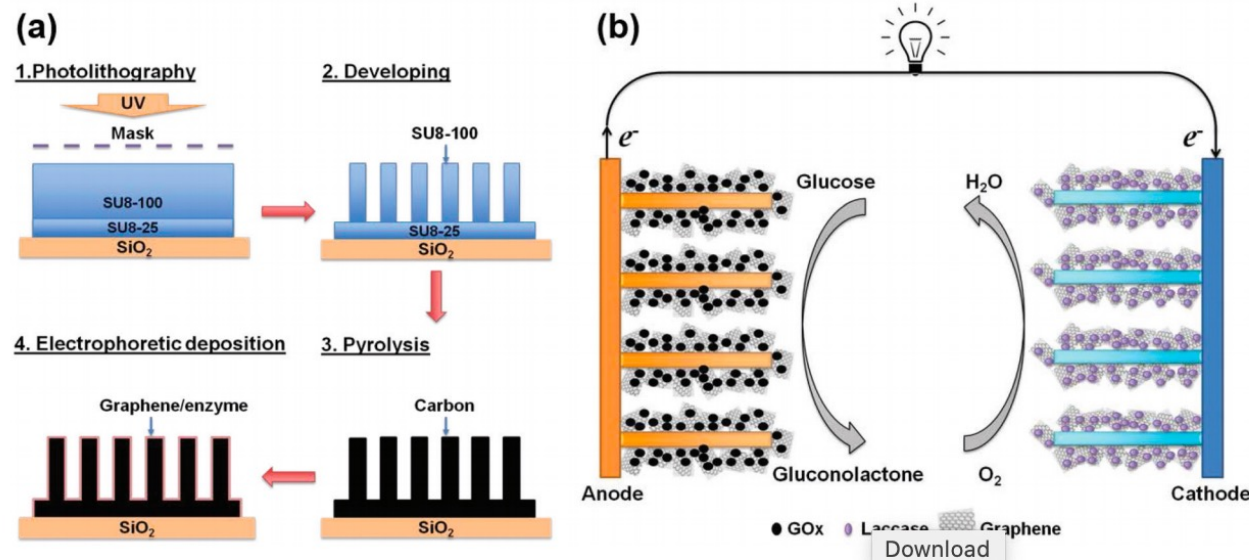 (a)
1.Photolithography
UV
Mask
SU8-100
SU8-25
SiO₂
2. Developing
SU8-100
SU8-25
SiO₂
4. Electrophoretic deposition
Graphene/enzyme
SiO₂
3. Pyrolysis
Carbon
SiO₂
(b)
e⁻
e⁻
Glucose
H₂O
Gluconolactone
O₂
Anode
Cathode
GOx Laccase Graphene
Download